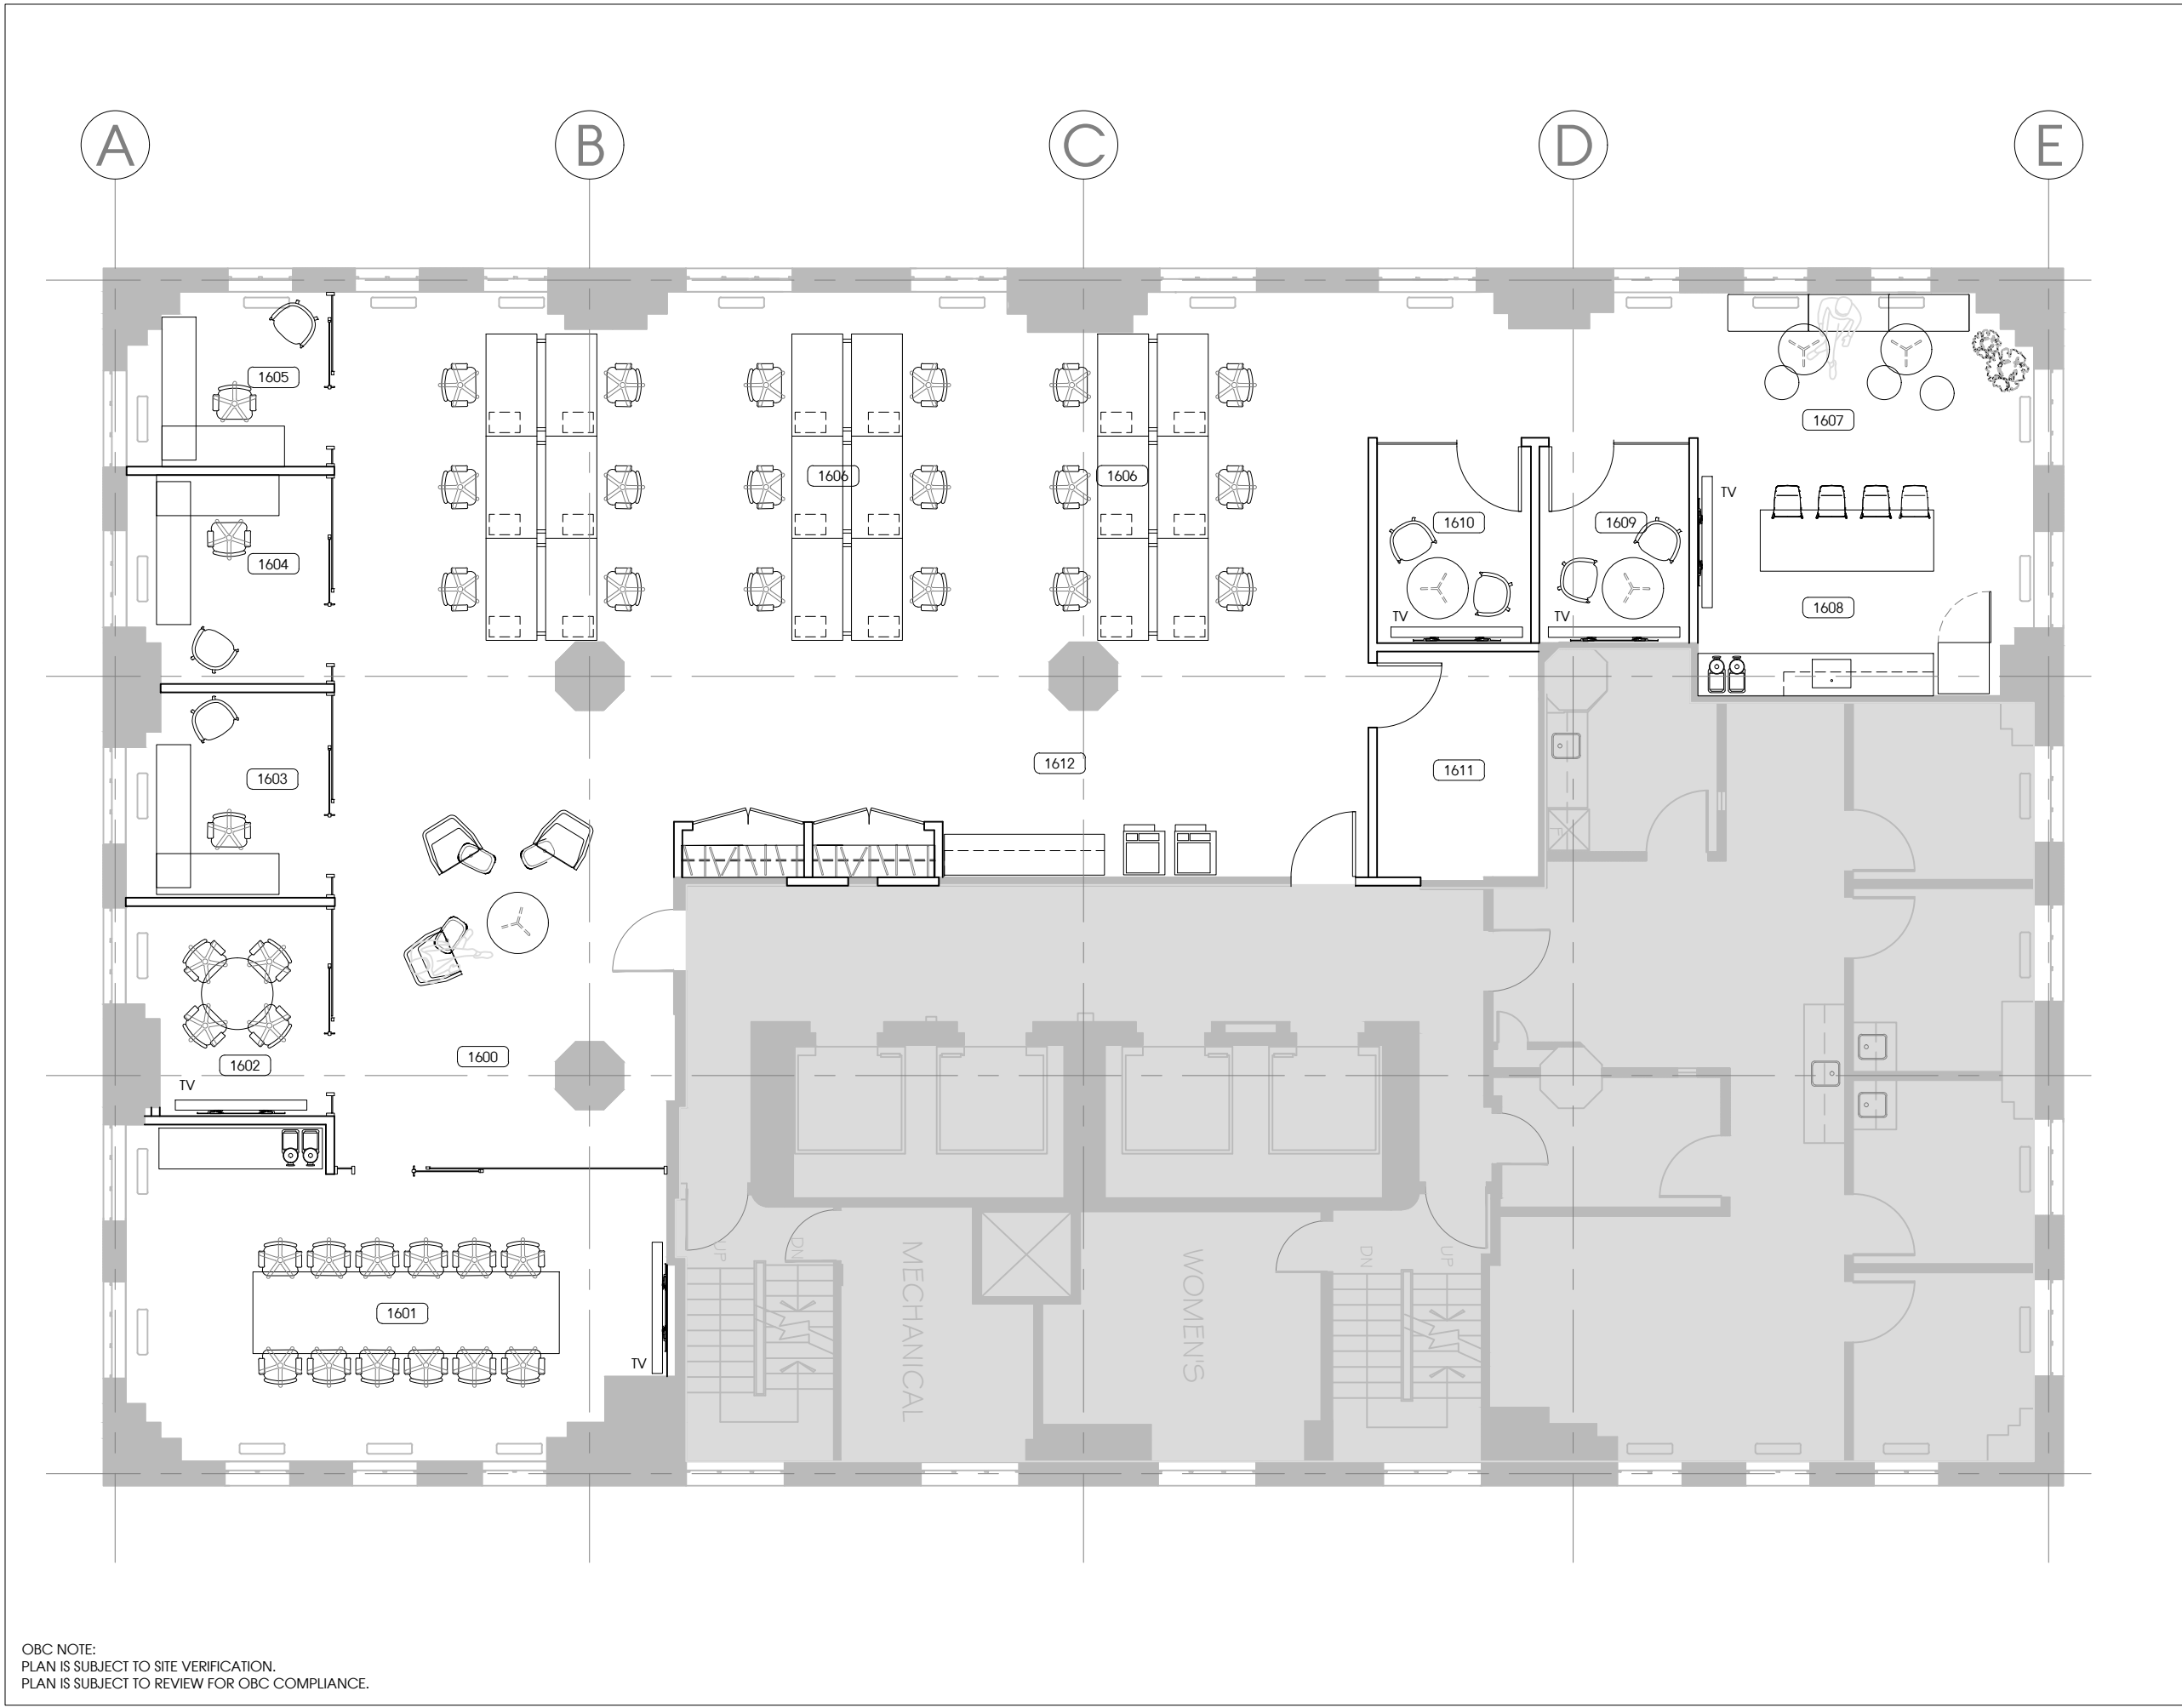 A
B
C
D
E
1605
1604
1603
1602
TV
1606
1606
1610
TV
1609
TV
1607
TV
1608
1612
1611
1600
1601
TV
UP
DN
MECHANICAL
WOMEN'S
DN
UP
OBC NOTE:
PLAN IS SUBJECT TO SITE VERIFICATION.
PLAN IS SUBJECT TO REVIEW FOR OBC COMPLIANCE.